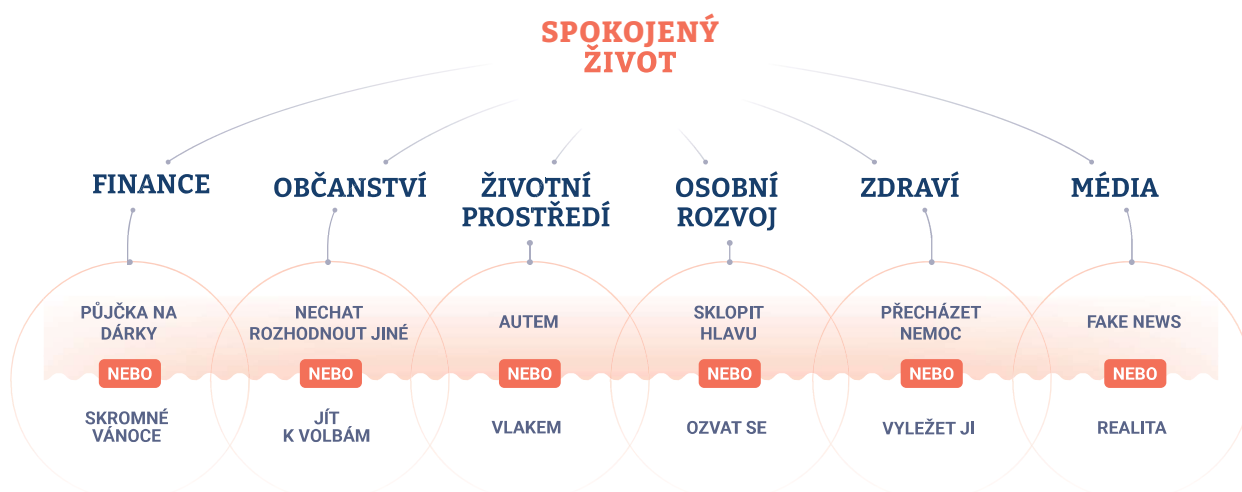 SPOKOJENÝ
ŽIVOT
FINANCE
OBČANSTVÍ
ŽIVOTNÍ
PROSTŘEDÍ
OSOBNÍ
ROZVOJ
ZDRAVÍ
MÉDIA
PŮJČKA NA
DÁRKY
NEBO
SKROMNÉ
VÁNOCE
NECHAT
ROZHODNOUT JINÉ
NEBO
JÍT
K VOLBÁM
AUTEM
NEBO
VLAKEM
SKLOPIT
HLAVU
NEBO
OZVAT SE
PŘECHÁZET
NEMOC
NEBO
VYLEŽET JI
FAKE NEWS
NEBO
REALITA